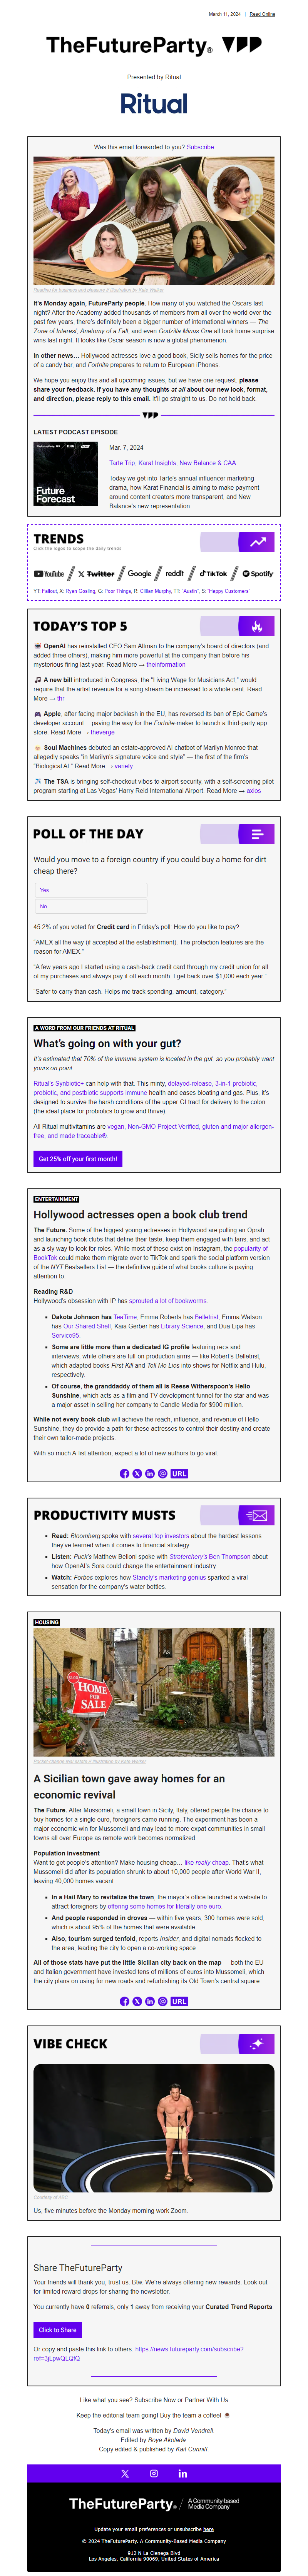 March 11, 2024 | Read Online
TheFutureParty®
Presented by Ritual
Ritual
Was this email forwarded to you? Subscribe
Reading for business and pleasure // Illustration by Kate Walker
It's Monday again, FutureParty people. How many of you watched the Oscars last
night? After the Academy added thousands of members from all over the world over the
past few years, there's definitely been a bigger number of international winners — The
Zone of Interest, Anatomy of a Fall, and even Godzilla Minus One all took home surprise
wins last night. It looks like Oscar season is now a global phenomenon.
In other news… Hollywood actresses love a good book, Sicily sells homes for the price
of a candy bar, and Fortnite prepares to return to European iPhones.
We hope you enjoy this and all upcoming issues, but we have one request: please
share your feedback. If you have any thoughts at all about our new look, format,
and direction, please reply to this email. It'll go straight to us. Do not hold back.
LATEST PODCAST EPISODE
Future
Forecast
Mar. 7, 2024
Tarte Trip, Karat Insights, New Balance & CAA
Today we get into Tarte's annual influencer marketing
drama, how Karat Financial is aiming to make payment
around content creators more transparent, and New
Balance's new representation.
TRENDS
Click the logos to scope the daily trends
YouTube / X Twitter / Google / reddit / TikTok / Spotify
YT: Fallout, X: Ryan Gosling, G: Poor Things, R: Cillian Murphy, TT: "Austin", S: "Happy Customers"
TODAY'S TOP 5
OpenAI has reinstalled CEO Sam Altman to the company's board of directors (and
added three others), making him more powerful at the company than before his
mysterious firing last year. Read More → theinformation
A new bill introduced in Congress, the "Living Wage for Musicians Act," would
ensure that the artist revenue for a song stream be increased to a whole cent. Read
More → thr
Apple, after facing major backlash in the EU, has reversed its ban of Epic Game's
developer account… paving the way for the Fortnite-maker to launch a third-party app
store. Read More → theverge
Soul Machines debuted an estate-approved AI chatbot of Marilyn Monroe that
allegedly speaks "in Marilyn's signature voice and style" — the first of the firm's
"Biological AI." Read More → variety
The TSA is bringing self-checkout vibes to airport security, with a self-screening pilot
program starting at Las Vegas' Harry Reid International Airport. Read More → axios
POLL OF THE DAY
Would you move to a foreign country if you could buy a home for dirt
cheap there?
Yes
No
45.2% of you voted for Credit card in Friday's poll: How do you like to pay?
"AMEX all the way (if accepted at the establishment). The protection features are the
reason for AMEX."
"A few years ago I started using a cash-back credit card through my credit union for all
of my purchases and always pay it off each month. I get back over $1,000 each year."
"Safer to carry than cash. Helps me track spending, amount, category."
A WORD FROM OUR FRIENDS AT RITUAL
What's going on with your gut?
It's estimated that 70% of the immune system is located in the gut, so you probably want
yours on point.
Ritual's Synbiotic+ can help with that. This minty, delayed-release, 3-in-1 prebiotic,
probiotic, and postbiotic supports immune health and eases bloating and gas. Plus, it's
designed to survive the harsh conditions of the upper GI tract for delivery to the colon
(the ideal place for probiotics to grow and thrive).
All Ritual multivitamins are vegan, Non-GMO Project Verified, gluten and major allergen-
free, and made traceable®.
Get 25% off your first month!
ENTERTAINMENT
Hollywood actresses open a book club trend
The Future. Some of the biggest young actresses in Hollywood are pulling an Oprah
and launching book clubs that define their taste, keep them engaged with fans, and act
as a sly way to look for roles. While most of these exist on Instagram, the popularity of
BookTok could make them migrate over to TikTok and spark the social platform version
of the NYT Bestsellers List — the definitive guide of what book culture is paying
attention to.
Reading R&D
Hollywood's obsession with IP has sprouted a lot of bookworms.
• Dakota Johnson has TeaTime, Emma Roberts has Belletrist, Emma Watson
has Our Shared Shelf, Kaia Gerber has Library Science, and Dua Lipa has
Service95.
• Some are little more than a dedicated IG profile featuring recs and
interviews, while others are full-on production arms — like Robert's Belletrist,
which adapted books First Kill and Tell Me Lies into shows for Netflix and Hulu,
respectively.
• Of course, the granddaddy of them all is Reese Witherspoon's Hello
Sunshine, which acts as a film and TV development funnel for the star and was
a major asset in selling her company to Candle Media for $900 million.
While not every book club will achieve the reach, influence, and revenue of Hello
Sunshine, they do provide a path for these actresses to control their destiny and create
their own tailor-made projects.
With so much A-list attention, expect a lot of new authors to go viral.
URL
PRODUCTIVITY MUSTS
• Read: Bloomberg spoke with several top investors about the hardest lessons
they've learned when it comes to financial strategy.
• Listen: Puck's Matthew Belloni spoke with Stratechery's Ben Thompson about
how OpenAI's Sora could change the entertainment industry.
• Watch: Forbes explores how Stanely's marketing genius sparked a viral
sensation for the company's water bottles.
HOUSING
HOME
FOR
SALE
Pocket-change real estate // Illustration by Kate Walker
A Sicilian town gave away homes for an
economic revival
The Future. After Mussomeli, a small town in Sicily, Italy, offered people the chance to
buy homes for a single euro, foreigners came running. The experiment has been a
major economic win for Mussomeli and may lead to more expat communities in small
towns all over Europe as remote work becomes normalized.
Population investment
Want to get people's attention? Make housing cheap… like really cheap. That's what
Mussomeli did after its population shrunk to about 10,000 people after World War II,
leaving 40,000 homes vacant.
• In a Hail Mary to revitalize the town, the mayor's office launched a website to
attract foreigners by offering some homes for literally one euro.
• And people responded in droves — within five years, 300 homes were sold,
which is about 95% of the homes that were available.
• Also, tourism surged tenfold, reports Insider, and digital nomads flocked to
the area, leading the city to open a co-working space.
All of those stats have put the little Sicilian city back on the map — both the EU
and Italian government have invested tens of millions of euros into Mussomeli, which
the city plans on using for new roads and refurbishing its Old Town's central square.
URL
VIBE CHECK
Courtesy of ABC
Us, five minutes before the Monday morning work Zoom.
Share TheFutureParty
Your friends will thank you, trust us. Btw: We're always offering new rewards. Look out
for limited reward drops for sharing the newsletter.
You currently have 0 referrals, only 1 away from receiving your Curated Trend Reports.
Click to Share
Or copy and paste this link to others: https://news.futureparty.com/subscribe?
ref=3jLpwQLQfQ
Like what you see? Subscribe Now or Partner With Us
Keep the editorial team going! Buy the team a coffee!
Today's email was written by David Vendrell.
Edited by Boye Akolade.
Copy edited & published by Kait Cunniff.
TheFutureParty® / A Community-based
Media Company
Update your email preferences or unsubscribe here
© 2024 TheFutureParty. A Community-Based Media Company
912 N La Cienega Blvd
Los Angeles, California 90069, United States of America